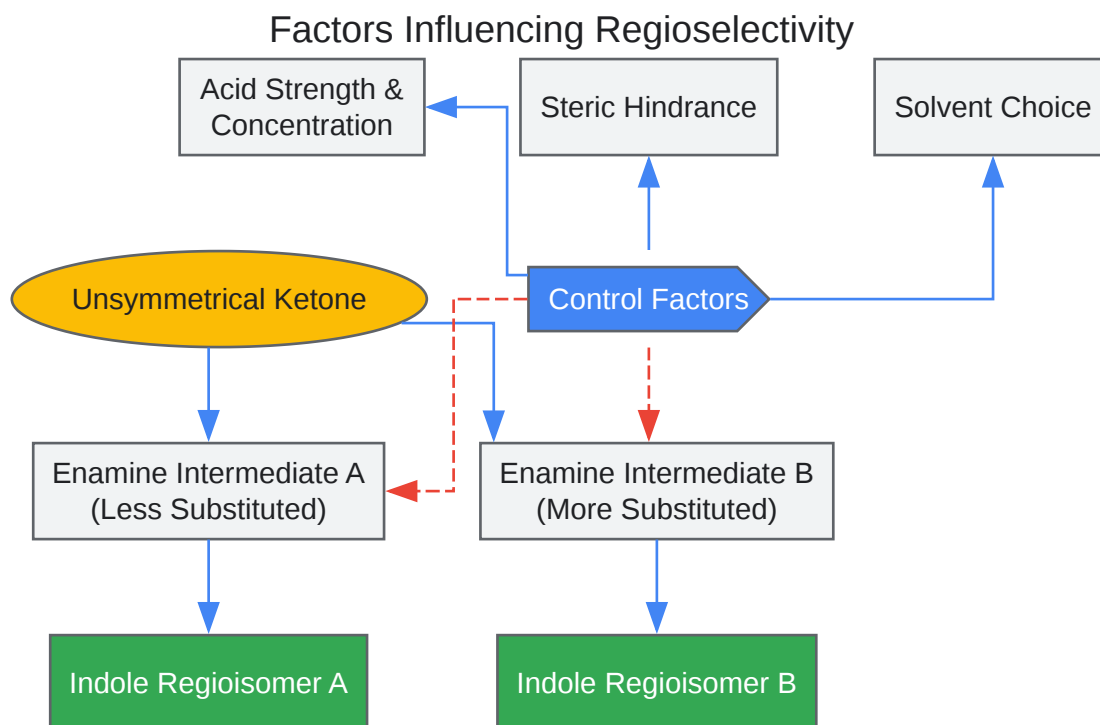 Factors Influencing Regioselectivity
Acid Strength &
Concentration
Steric Hindrance
Solvent Choice
Unsymmetrical Ketone
Control Factors
Enamine Intermediate A
(Less Substituted)
Enamine Intermediate B
(More Substituted)
Indole Regioisomer A
Indole Regioisomer B